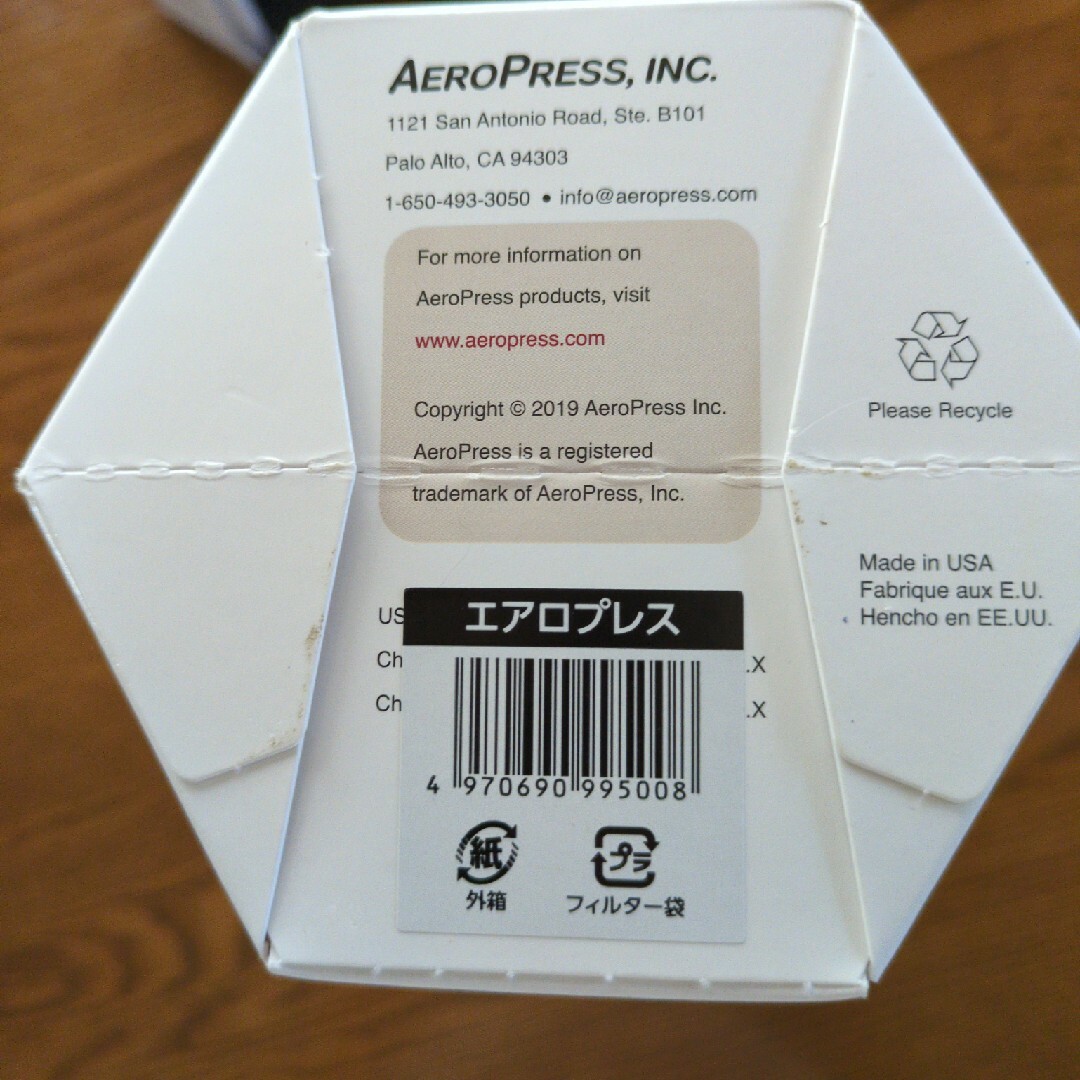 AEROPRESS, INC.
1121 San Antonio Road, Ste. B101
Palo Alto, CA 94303
1-650-493-3050 • info@aeropress.com
For more information on
AeroPress products, visit
www.aeropress.com
Copyright © 2019 AeroPress Inc.
AeroPress is a registered
trademark of AeroPress, Inc.
Please Recycle
Made in USA
Fabrique aux E.U.
Hencho en EE.UU.
US
エアロプレス
Ch .X
Ch .X
4 970690 995008
紙
外箱
プラ
フィルター袋